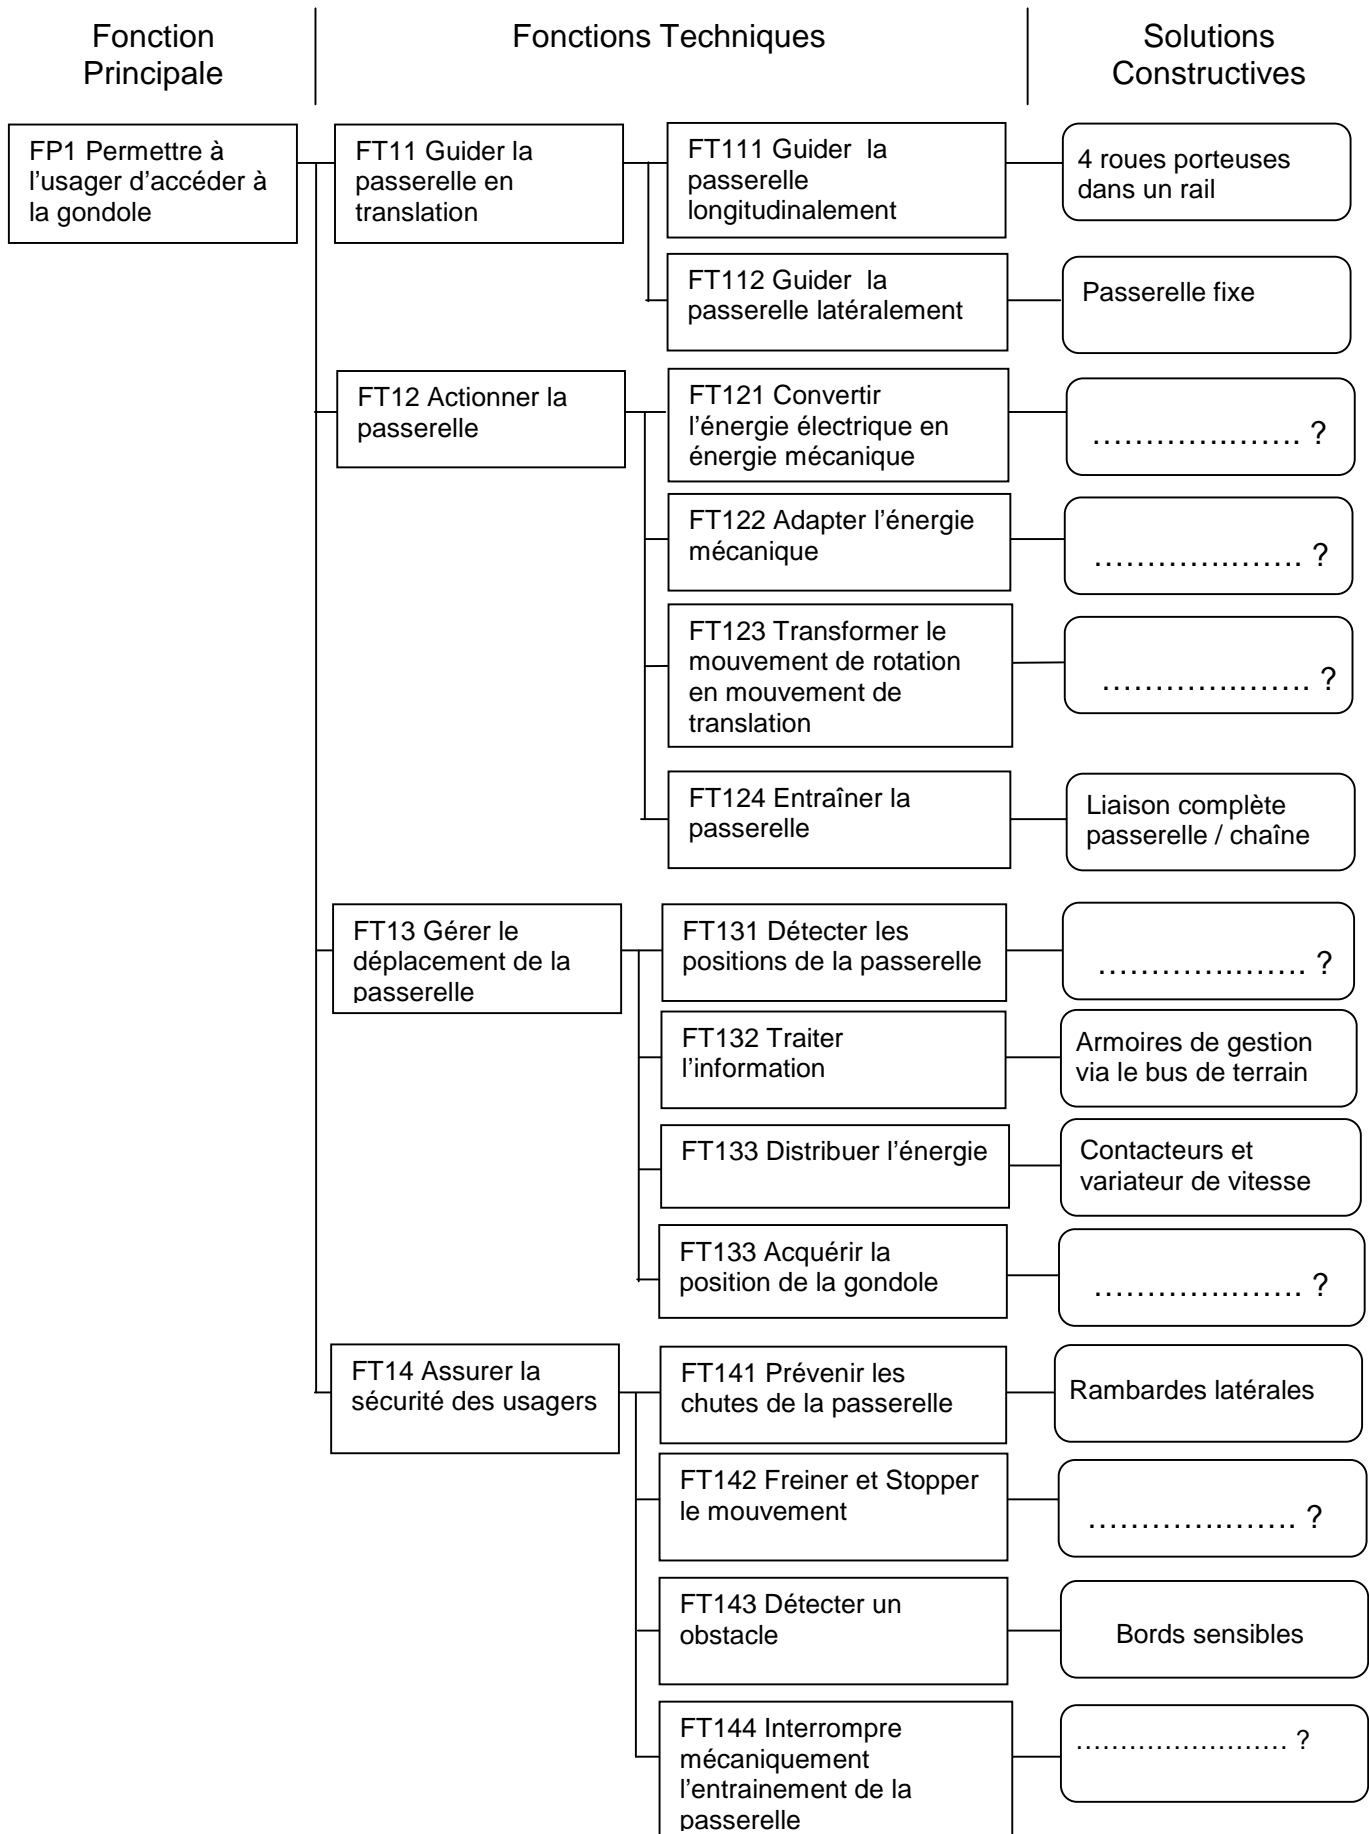 Fonction
Principale
Fonctions Techniques
Solutions
Constructives
FP1 Permettre à
l’usager d’accéder à
la gondole
FT11 Guider la
passerelle en
translation
FT111 Guider  la
passerelle
longitudinalement
4 roues porteuses
dans un rail
FT112 Guider  la
passerelle latéralement
Passerelle fixe
FT12 Actionner la
passerelle
FT121 Convertir
l’énergie électrique en
énergie mécanique
…………..……. ?
FT122 Adapter l’énergie
mécanique
…………..……. ?
FT123 Transformer le
mouvement de rotation
en mouvement de
translation
…………..……. ?
FT124 Entraîner la
passerelle
Liaison complète
passerelle / chaîne
FT13 Gérer le
déplacement de la
passerelle
FT131 Détecter les
positions de la passerelle
…………..……. ?
FT132 Traiter
l’information
Armoires de gestion
via le bus de terrain
FT133 Distribuer l’énergie
Contacteurs et
variateur de vitesse
FT133 Acquérir la
position de la gondole
…………..……. ?
FT14 Assurer la
sécurité des usagers
FT141 Prévenir les
chutes de la passerelle
Rambardes latérales
FT142 Freiner et Stopper
le mouvement
…………..……. ?
FT143 Détecter un
obstacle
Bords sensibles
FT144 Interrompre
mécaniquement
l’entrainement de la
passerelle
…………………… ?